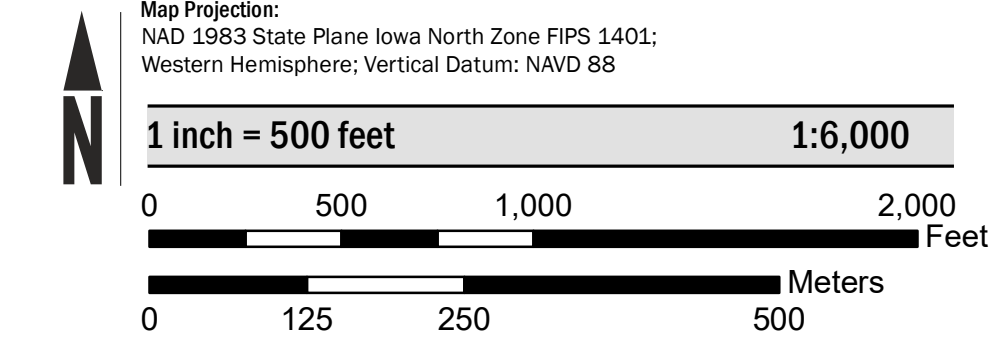 Map Projection:
NAD 1983 State Plane Iowa North Zone FIPS 1401;
Western Hemisphere; Vertical Datum: NAVD 88
N
1 inch = 500 feet 1:6,000
0 500 1,000 2,000
Feet
Meters
0 125 250 500